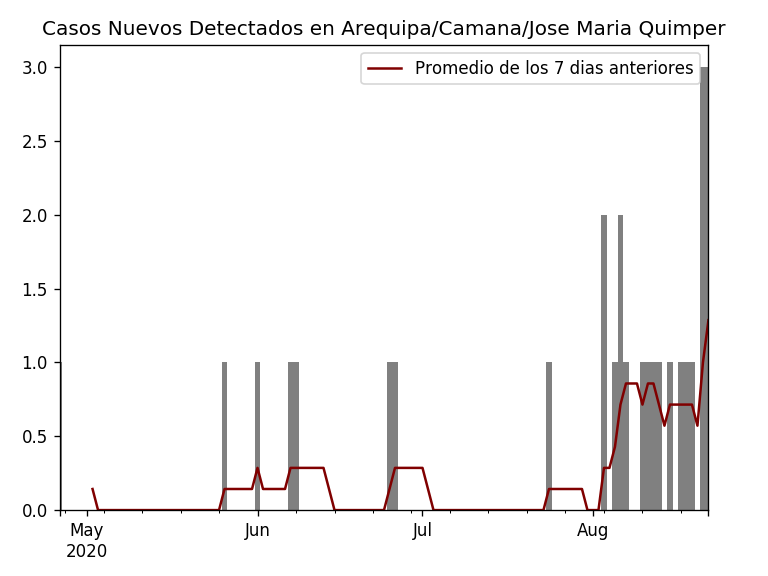 Casos Nuevos Detectados en Arequipa/Camana/Jose Maria Quimper
Promedio de los 7 dias anteriores
3.0
2.5
2.0
1.5
1.0
0.5
0.0
May Jun Jul Aug
2020